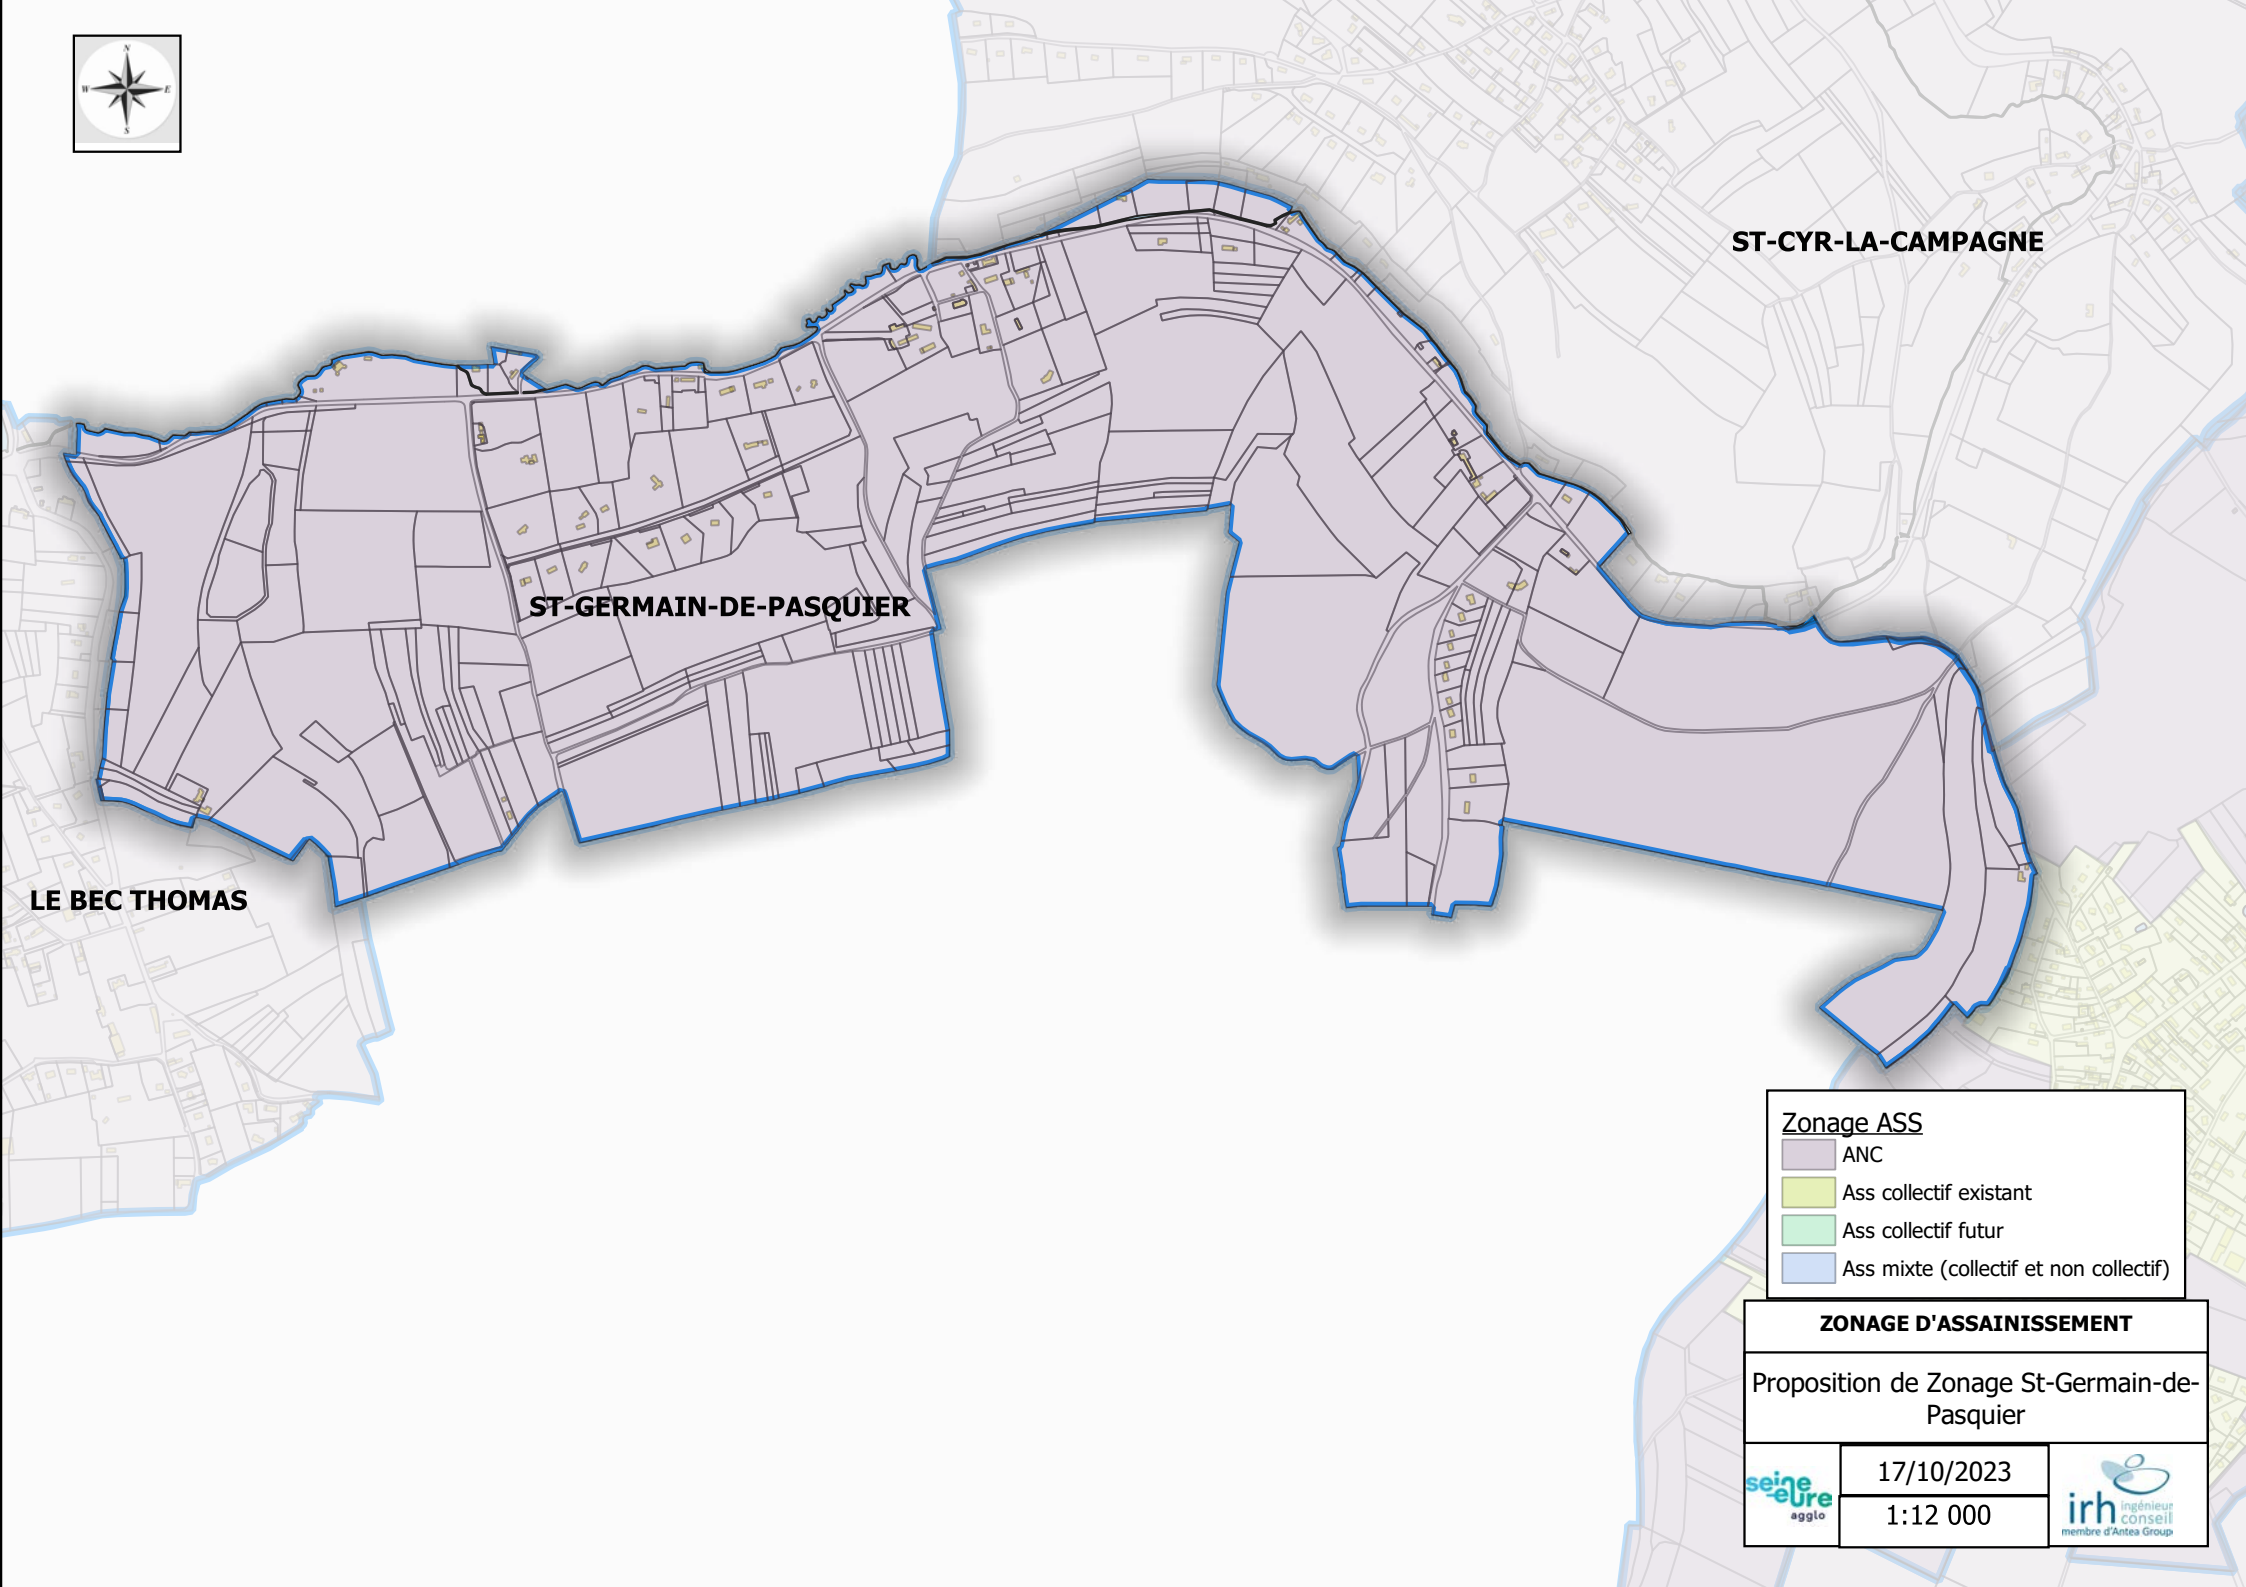 N
W E
S
ST-CYR-LA-CAMPAGNE
ST-GERMAIN-DE-PASQUIER
LE BEC THOMAS
Zonage ASS
ANC
Ass collectif existant
Ass collectif futur
Ass mixte (collectif et non collectif)
ZONAGE D'ASSAINISSEMENT
Proposition de Zonage St-Germain-de-
Pasquier
seine
eure
agglo
17/10/2023
1:12 000
irh ingénieur
conseil
membre d'Antea Group